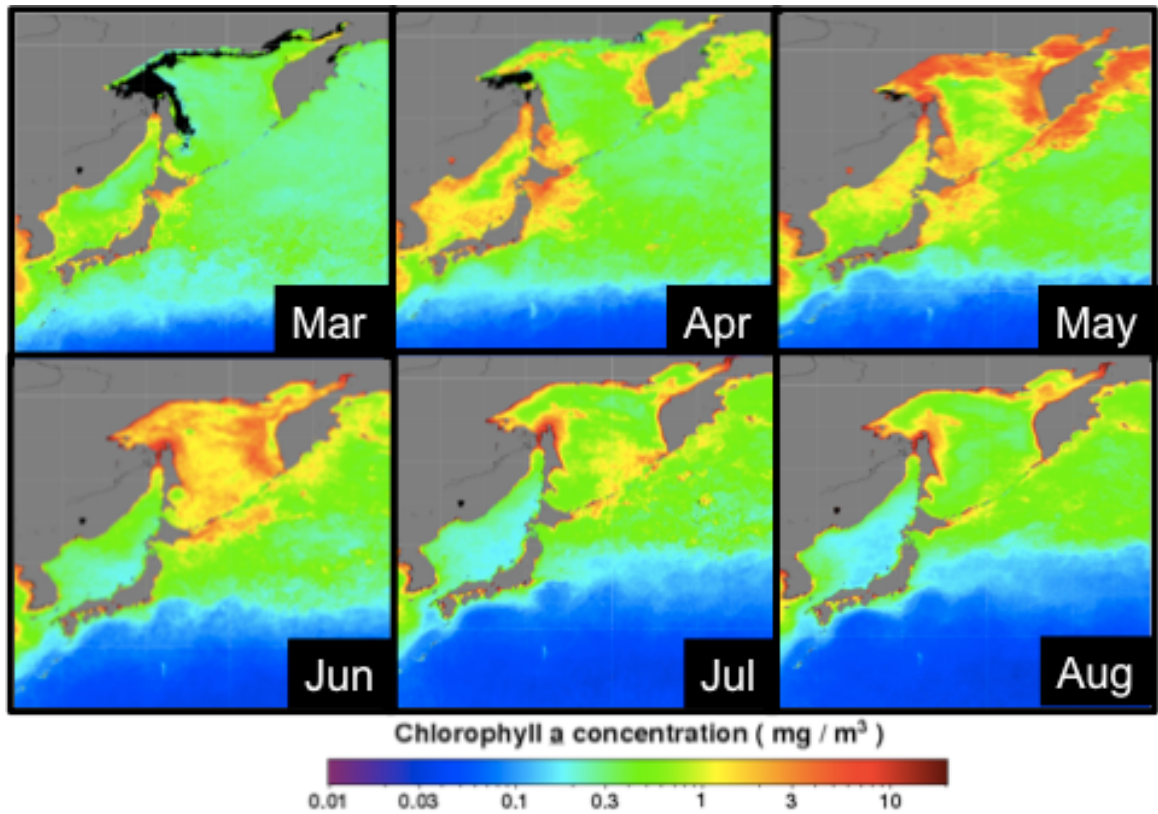 Mar
Apr
May
Jun
Jul
Aug
Chlorophyll a concentration ( mg / m³ )
0.01 0.03 0.1 0.3 1 3 10